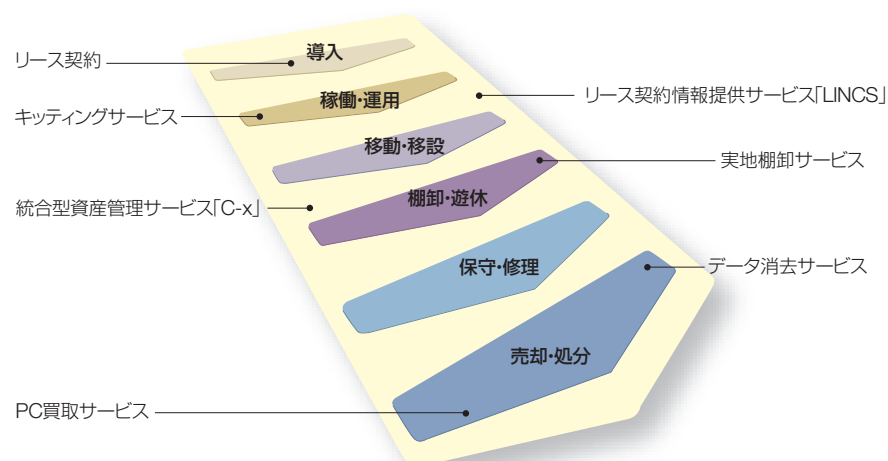 導入
リース契約
稼働・運用
リース契約情報提供サービス「LINCS」
キッティングサービス
移動・移設
実地棚卸サービス
棚卸・遊休
統合型資産管理サービス「C-x」
保守・修理
データ消去サービス
売却・処分
PC買取サービス